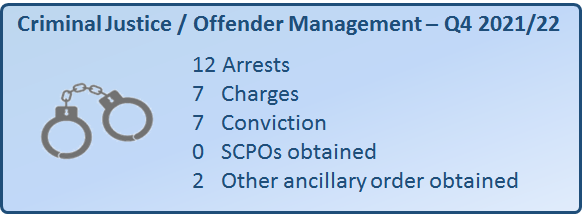 Criminal Justice / Offender Management – Q4 2021/22
12 Arrests
7 Charges
7 Conviction
0 SCPOs obtained
2 Other ancillary order obtained